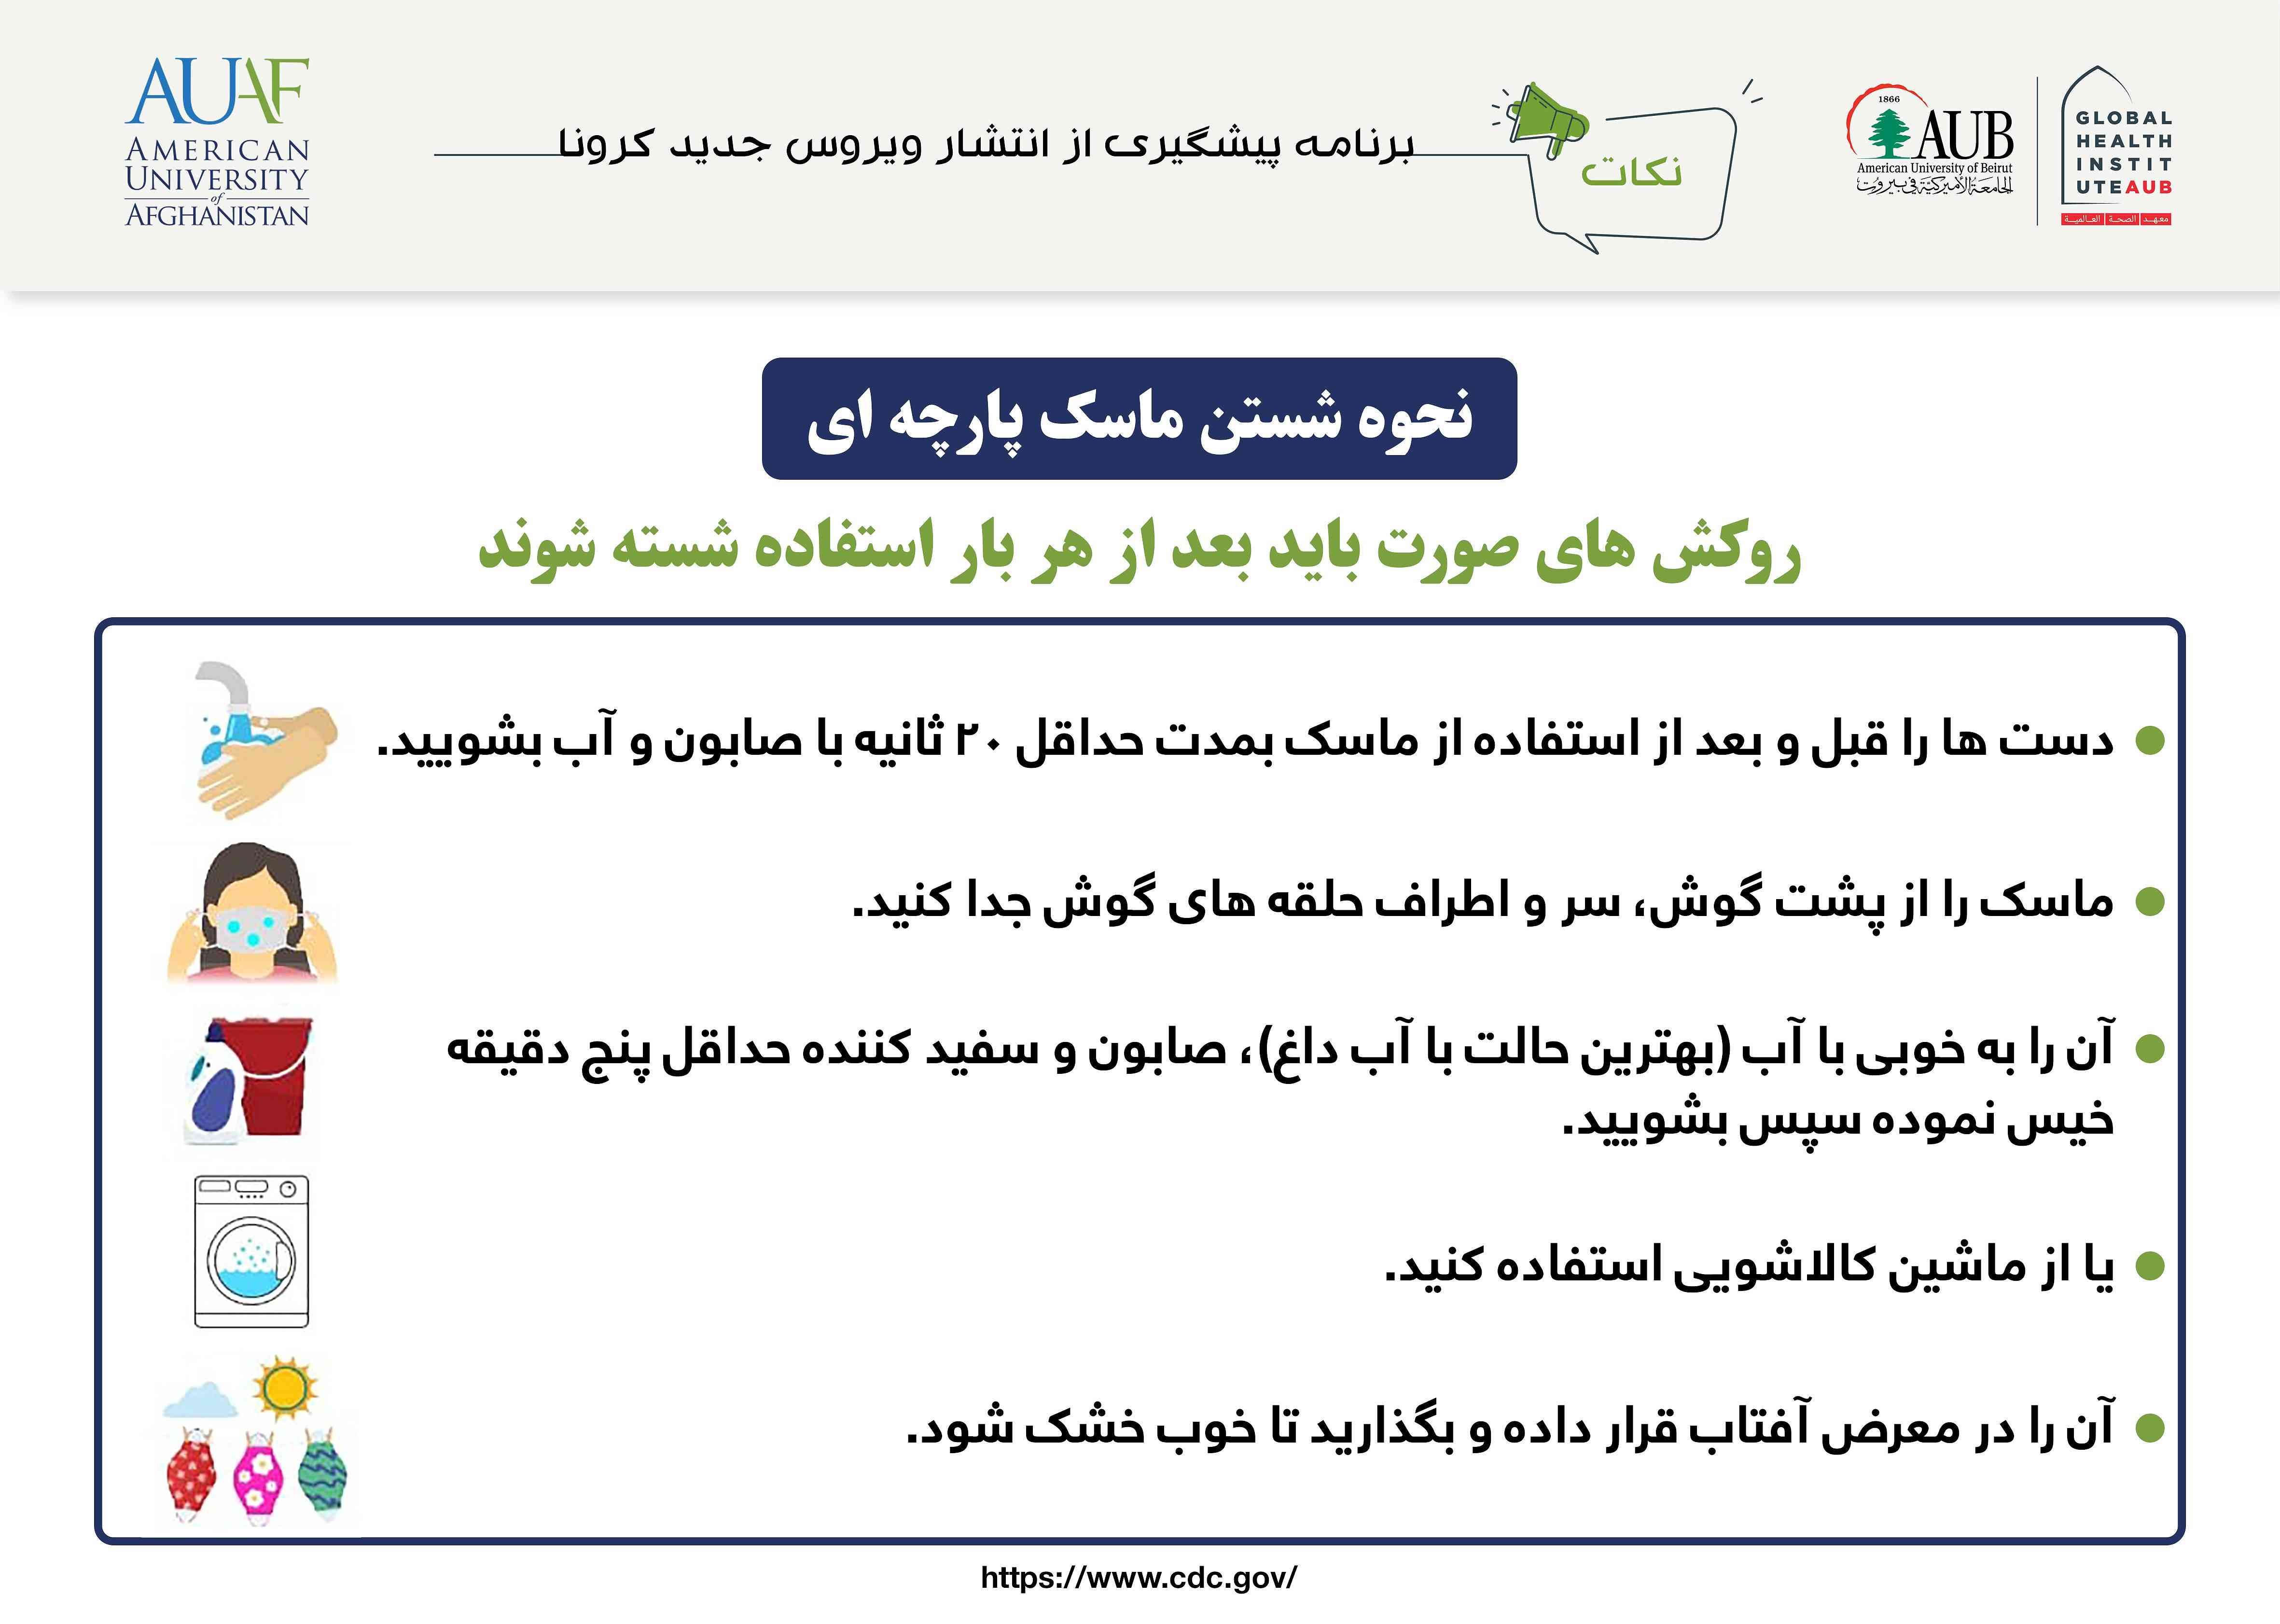 AUAF
AMERICAN
UNIVERSITY
of
AFGHANISTAN
برنامه پیشگیری از انتشار ویروس جدید کرونا
نکات
1866
AUB
American University of Beirut
الجامعة الأميركية في بيروت
GLOBAL
HEALTH
INSTIT
UTEAUB
معهد الصحة العالمية
نحوه شستن ماسک پارچه ای
روکش های صورت باید بعد از هر بار استفاده شسته شوند
دست ها را قبل و بعد از استفاده از ماسک بمدت حداقل ۲۰ ثانیه با صابون و آب بشویید.
ماسک را از پشت گوش، سر و اطراف حلقه های گوش جدا کنید.
آن را به خوبی با آب (بهترین حالت با آب داغ)، صابون و سفید کننده حداقل پنج دقیقه
خیس نموده سپس بشویید.
یا از ماشین کالاشویی استفاده کنید.
آن را در معرض آفتاب قرار داده و بگذارید تا خوب خشک شود.
https://www.cdc.gov/